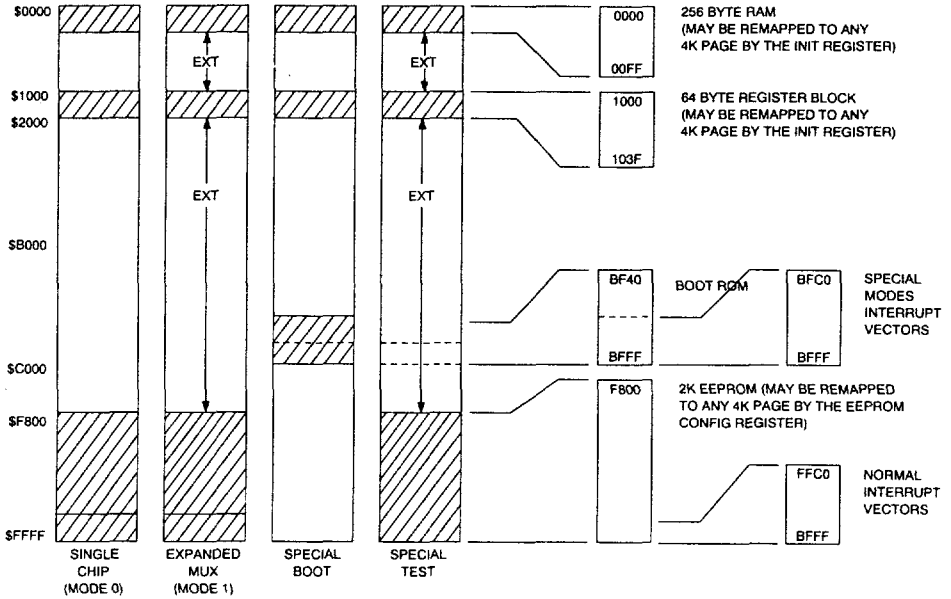 $0000
$1000
$2000
$B000
$C000
$F800
$FFFF
EXT
EXT
EXT
EXT
SINGLE
CHIP
(MODE 0)
EXPANDED
MUX
(MODE 1)
SPECIAL
BOOT
SPECIAL
TEST
0000
00FF
256 BYTE RAM
(MAY BE REMAPPED TO ANY
4K PAGE BY THE INIT REGISTER)
1000
103F
64 BYTE REGISTER BLOCK
(MAY BE REMAPPED TO ANY
4K PAGE BY THE INIT REGISTER)
BF40
BFFF
BOOT ROM
BFC0
BFFF
SPECIAL
MODES
INTERRUPT
VECTORS
F800
2K EEPROM (MAY BE REMAPPED
TO ANY 4K PAGE BY THE EEPROM
CONFIG REGISTER)
FFC0
BFFF
NORMAL
INTERRUPT
VECTORS